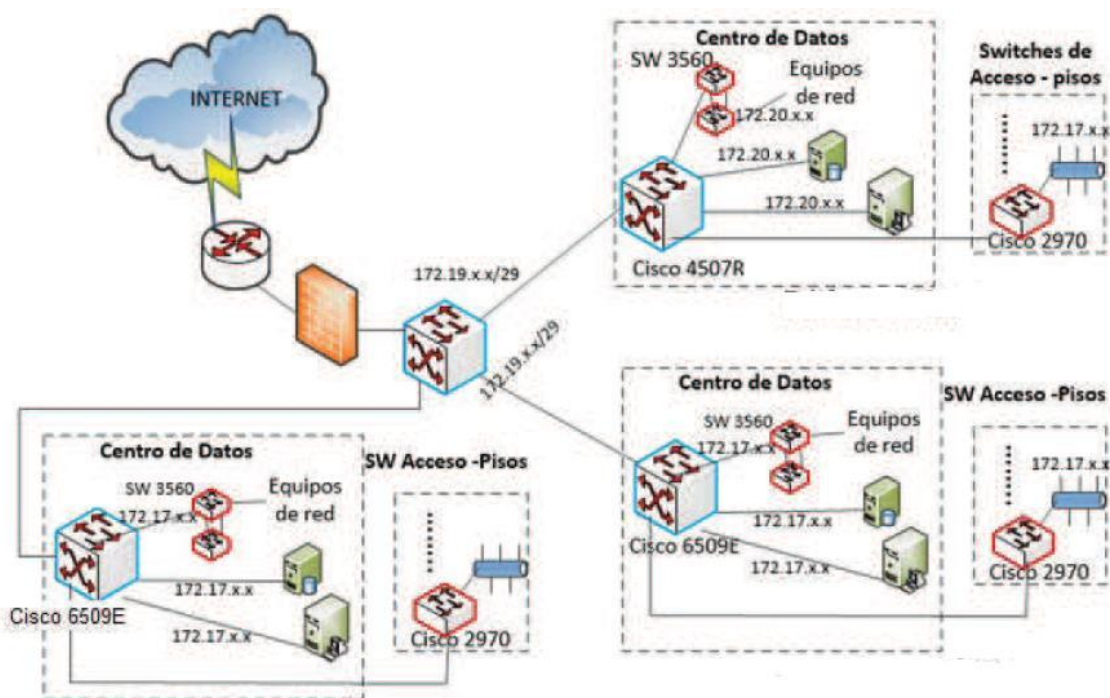 INTERNET
172.19.x.x/29
172.19.x.x/29
Centro de Datos
SW 3560
Equipos
de red
172.20.x.x
172.20.x.x
172.20.x.x
Cisco 4507R
Switches de
Acceso - pisos
172.17.x.x
Cisco 2970
Centro de Datos
SW 3560
172.17.x.x
Equipos
de red
172.17.x.x
172.17.x.x
Cisco 6509E
SW Acceso -Pisos
172.17.x.x
Cisco 2970
Centro de Datos
SW 3560
172.17.x.x
Equipos
de red
172.17.x.x
172.17.x.x
Cisco 6509E
SW Acceso -Pisos
Cisco 2970